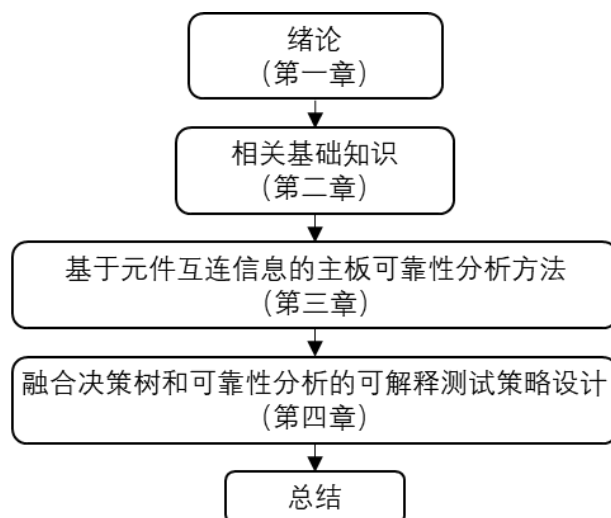 绪论
（第一章）
相关基础知识
（第二章）
基于元件互连信息的主板可靠性分析方法
（第三章）
融合决策树和可靠性分析的可解释测试策略设计
（第四章）
总结